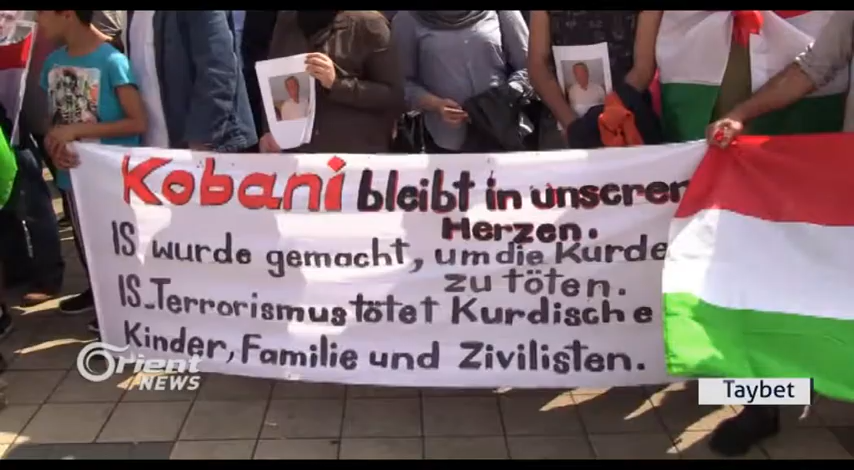 Kobani bleibt in unseren
Herzen.
IS wurde gemacht, um die Kurde
zu töten.
IS-Terrorismus tötet Kurdische
Kinder, Familie und Zivilisten.
Orient
NEWS
Taybet